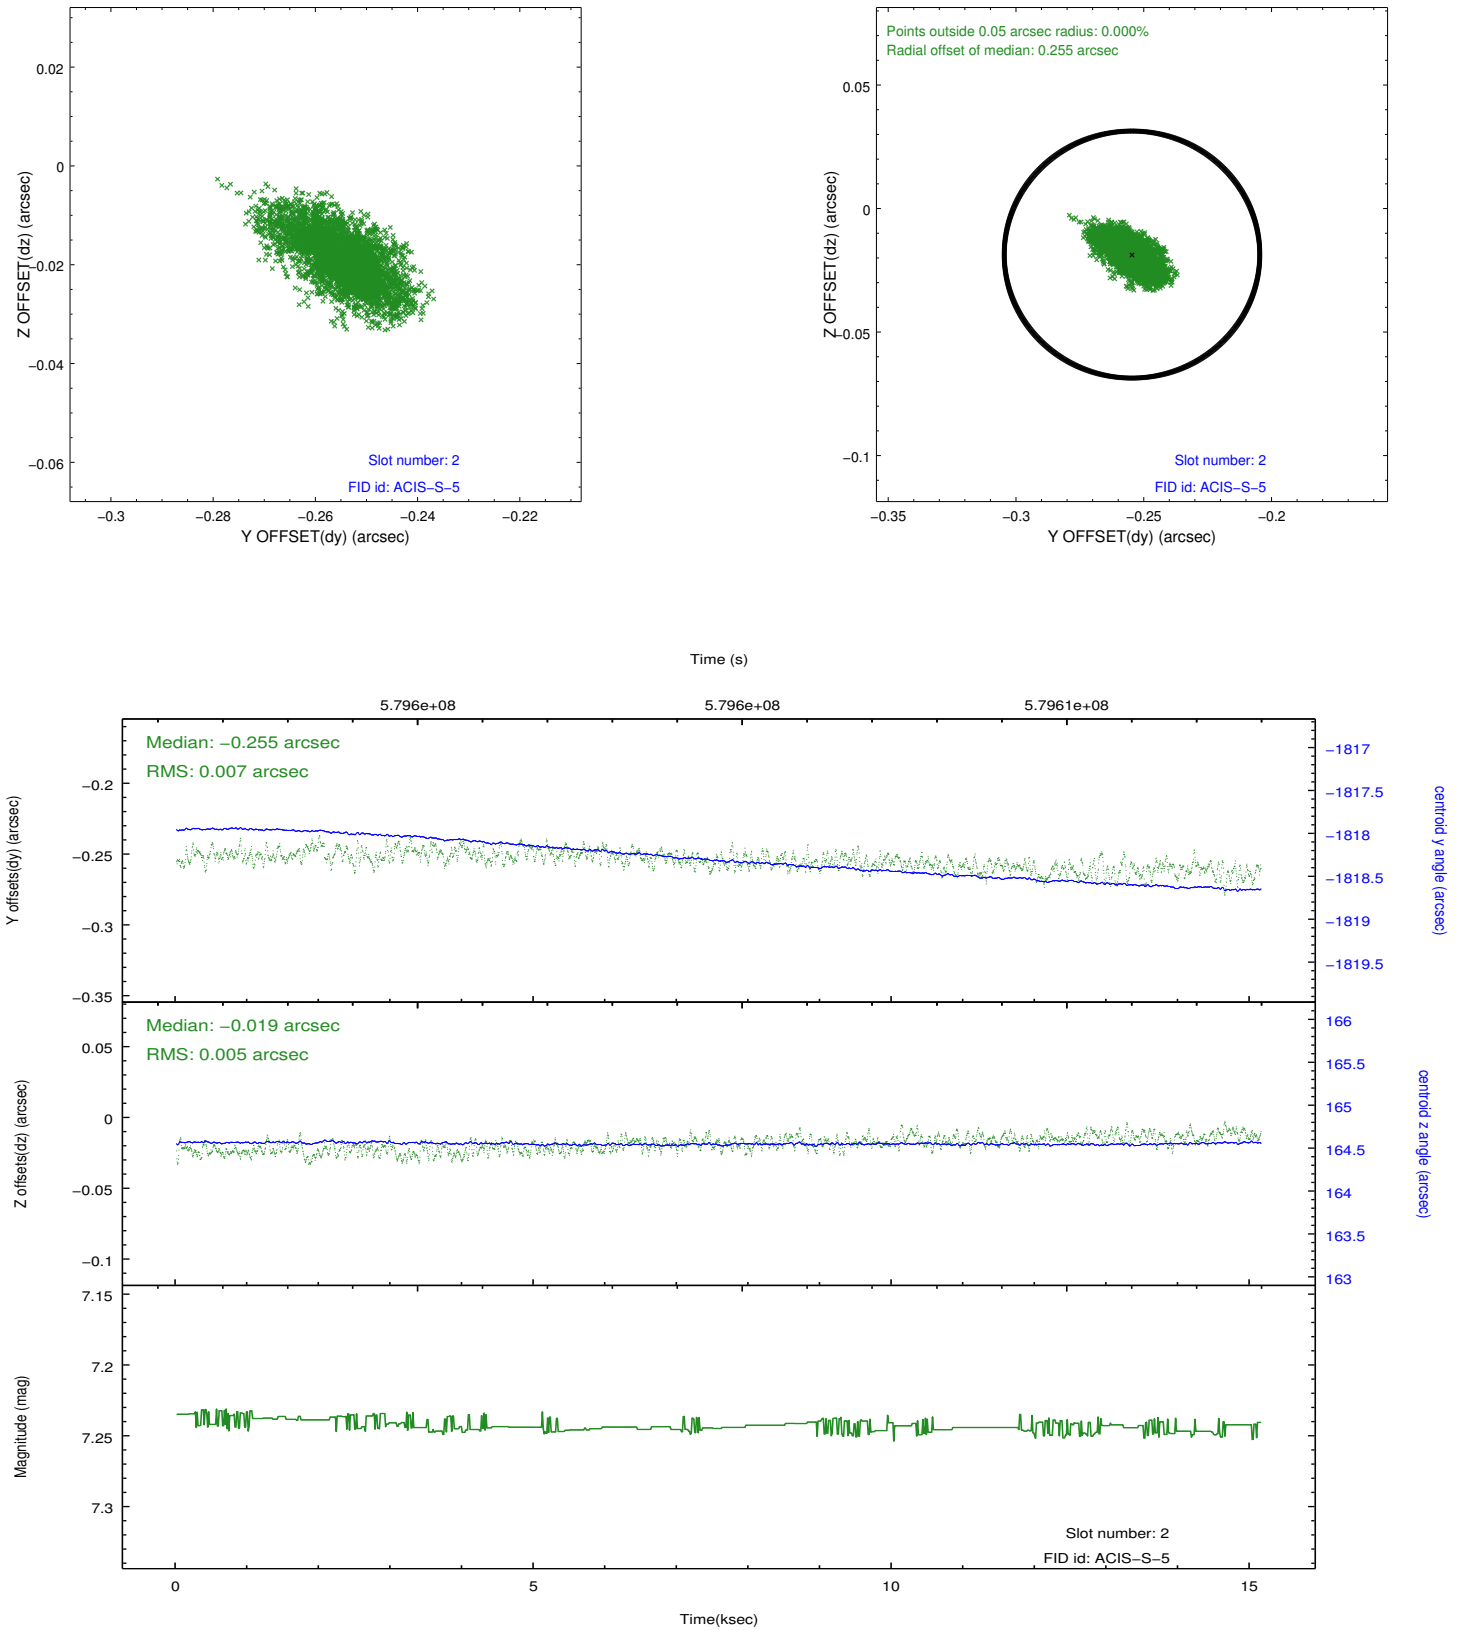 0.02
0
−0.02
−0.04
−0.06
Z OFFSET(dz) (arcsec)
Slot number: 2
FID id: ACIS−S−5
−0.3
−0.28
−0.26
−0.24
−0.22
Y OFFSET(dy) (arcsec)
Points outside 0.05 arcsec radius: 0.000%
Radial offset of median: 0.255 arcsec
0.05
0
−0.05
−0.1
Z OFFSET(dz) (arcsec)
Slot number: 2
FID id: ACIS−S−5
−0.35
−0.3
−0.25
−0.2
Y OFFSET(dy) (arcsec)
Time (s)
5.796e+08
5.796e+08
5.7961e+08
Median: −0.255 arcsec
RMS: 0.007 arcsec
−0.2
−0.25
−0.3
−0.35
Y offsets(dy) (arcsec)
−1817
−1817.5
−1818
−1818.5
−1819
−1819.5
centroid y angle (arcsec)
Median: −0.019 arcsec
RMS: 0.005 arcsec
0.05
0
−0.05
−0.1
Z offsets(dz) (arcsec)
166
165.5
165
164.5
164
163.5
163
centroid z angle (arcsec)
7.15
7.2
7.25
7.3
Magnitude (mag)
Slot number: 2
FID id: ACIS−S−5
0
5
10
15
Time(ksec)